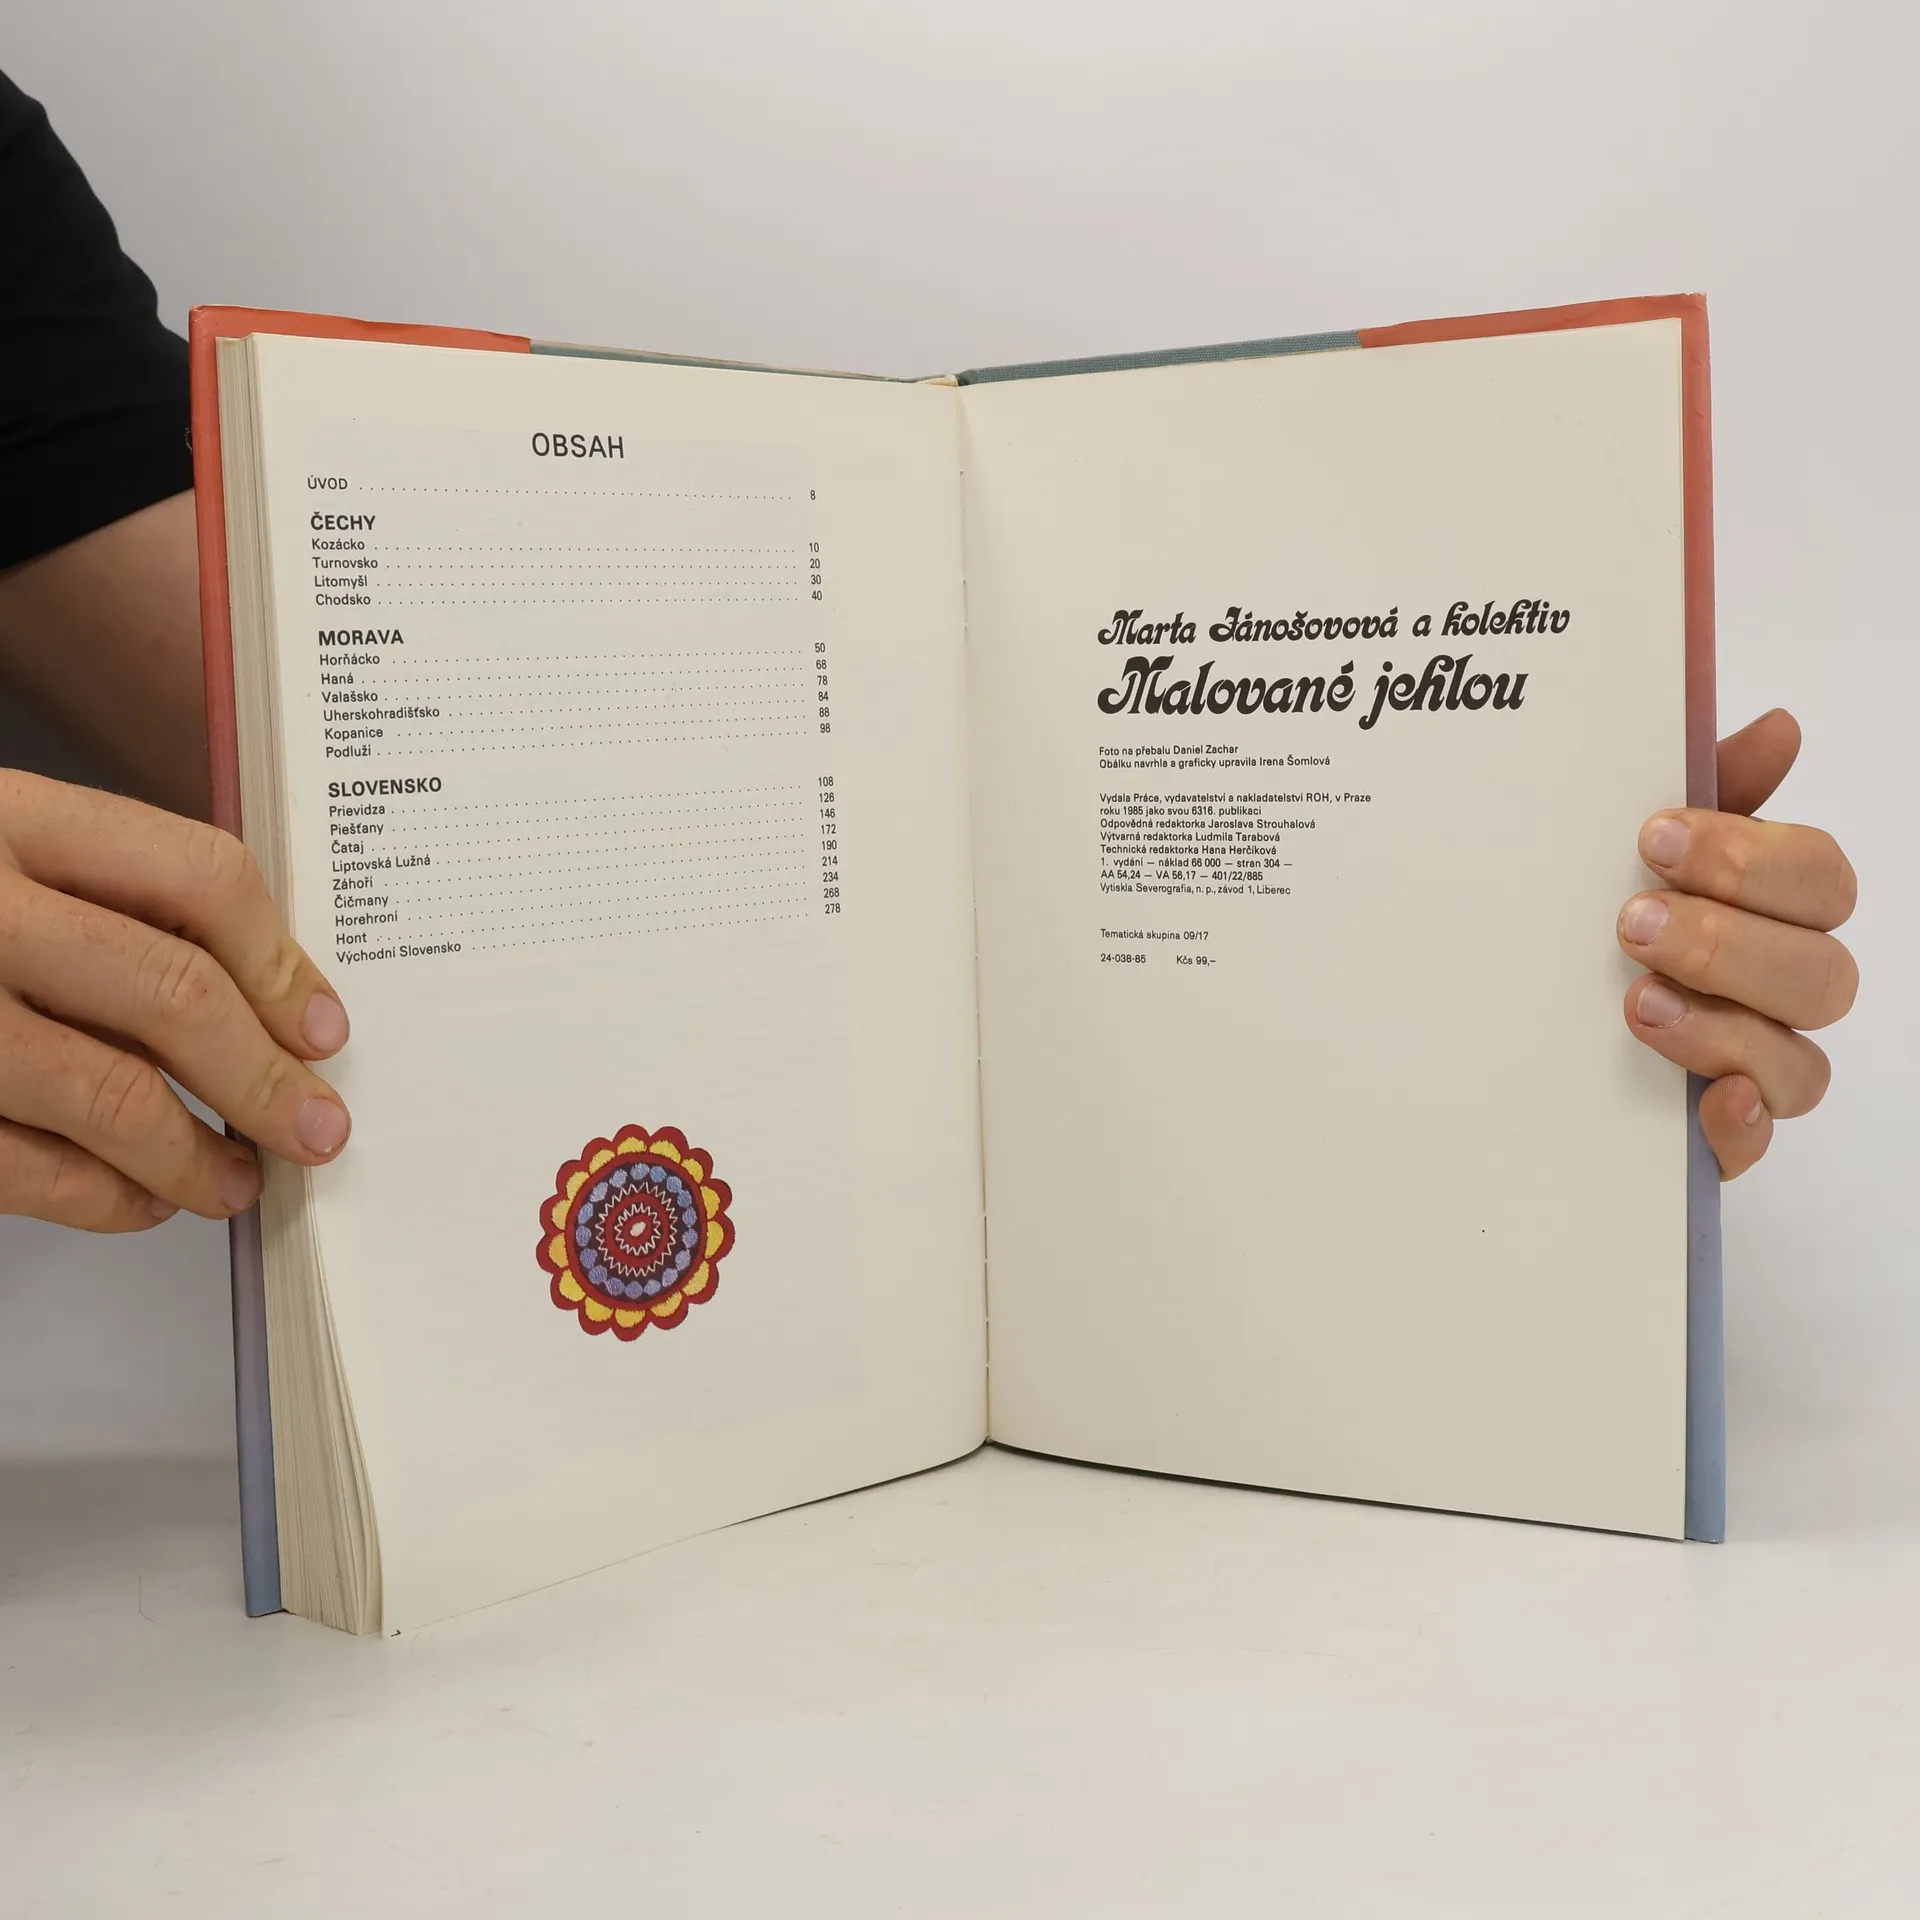 OBSAH
ÚVOD . . . . . . . . . . 8
ČECHY
Kozácko . . . . . . . . . . 10
Turnovsko . . . . . . . . . . 20
Litomyšl . . . . . . . . . . 30
Chodsko . . . . . . . . . . 40
MORAVA
Horňácko . . . . . . . . . . 50
Haná . . . . . . . . . . 68
Valašsko . . . . . . . . . . 78
Uherskohradišťsko . . . . . . . . . . 84
Kopanice . . . . . . . . . . 88
Podluží . . . . . . . . . . 98
SLOVENSKO
Prievidza . . . . . . . . . . 108
Piešťany . . . . . . . . . . 126
Čataj . . . . . . . . . . 146
Liptovská Lužná . . . . . . . . . . 172
Záhoří . . . . . . . . . . 190
Čičmany . . . . . . . . . . 214
Horehroní . . . . . . . . . . 234
Hont . . . . . . . . . . 268
Východní Slovensko . . . . . . . . . . 278
Marta Jánošovová a kolektiv
Malované jehlou
Foto na přebalu Daniel Zachar
Obálku navrhla a graficky upravila Irena Šomlová
Vydala Práce, vydavatelství a nakladatelství ROH, v Praze
roku 1985 jako svou 6316. publikaci
Odpovědná redaktorka Jaroslava Strouhalová
Výtvarná redaktorka Ludmila Tarabová
Technická redaktorka Hana Herčíková
1. vydání — náklad 66 000 — stran 304 —
AA 54,24 — VA 56,17 — 401/22/885
Vytiskla Severografia, n. p., závod 1, Liberec
Tematická skupina 09/17
24-038-85 Kčs 99,–